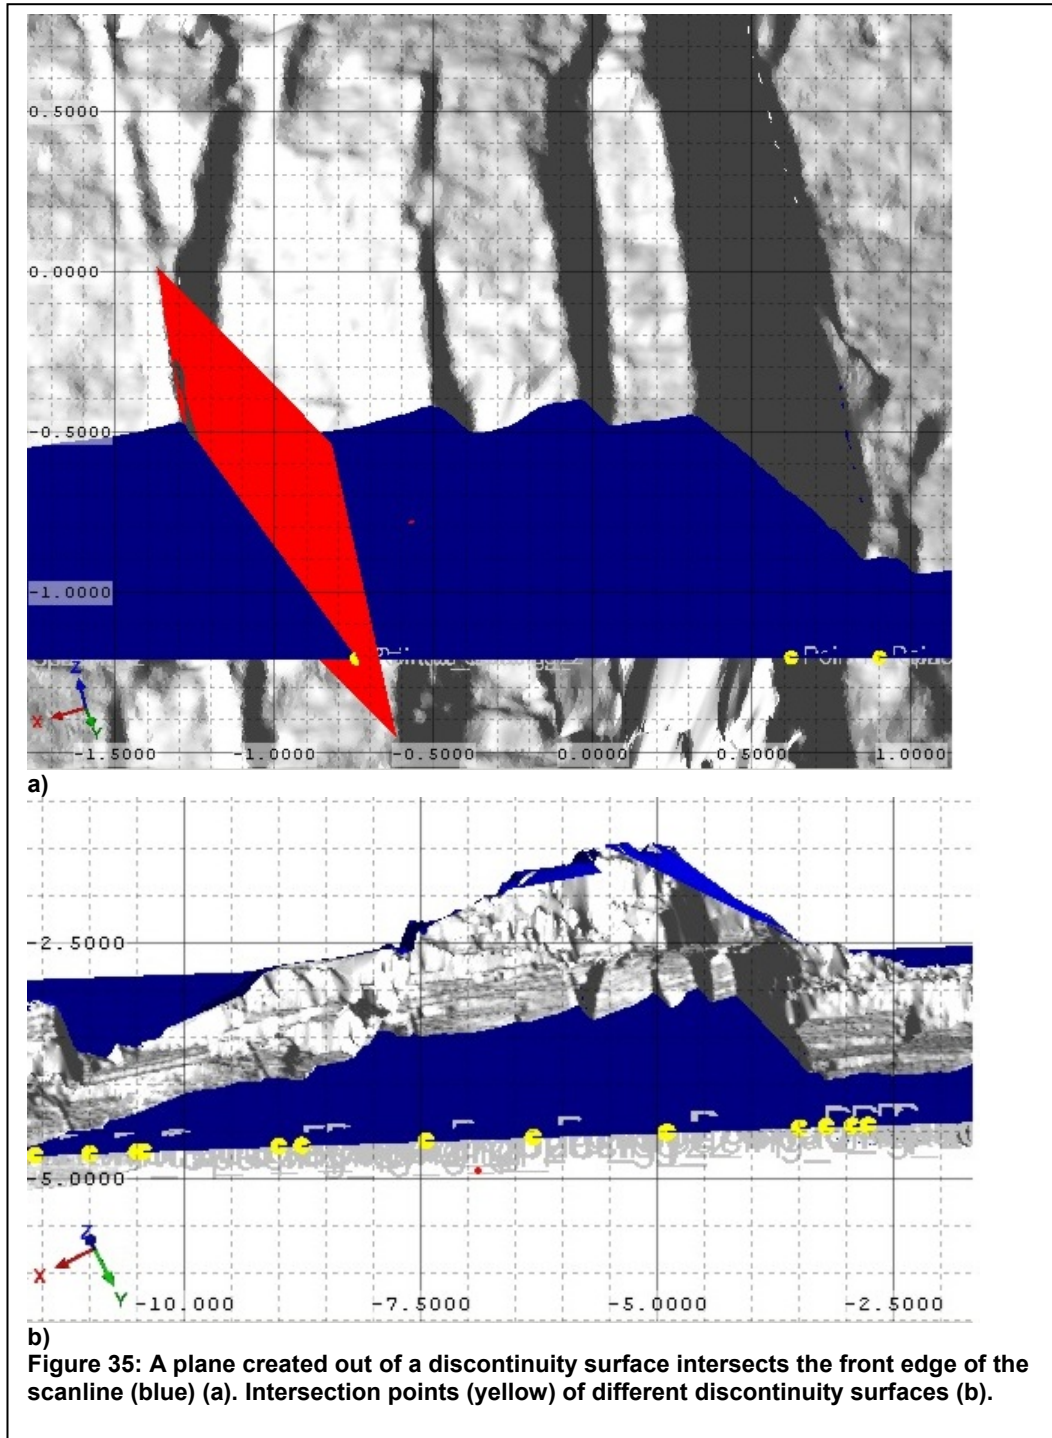 0.5000
0.0000
-0.5000
-1.0000
Z
X
Y
-1.5000 -1.0000 -0.5000 0.0000 0.5000 1.0000
a)
-2.5000
-5.0000
Z
X
Y
-10.000 -7.5000 -5.0000 -2.5000
b)
Figure 35: A plane created out of a discontinuity surface intersects the front edge of the
scanline (blue) (a). Intersection points (yellow) of different discontinuity surfaces (b).